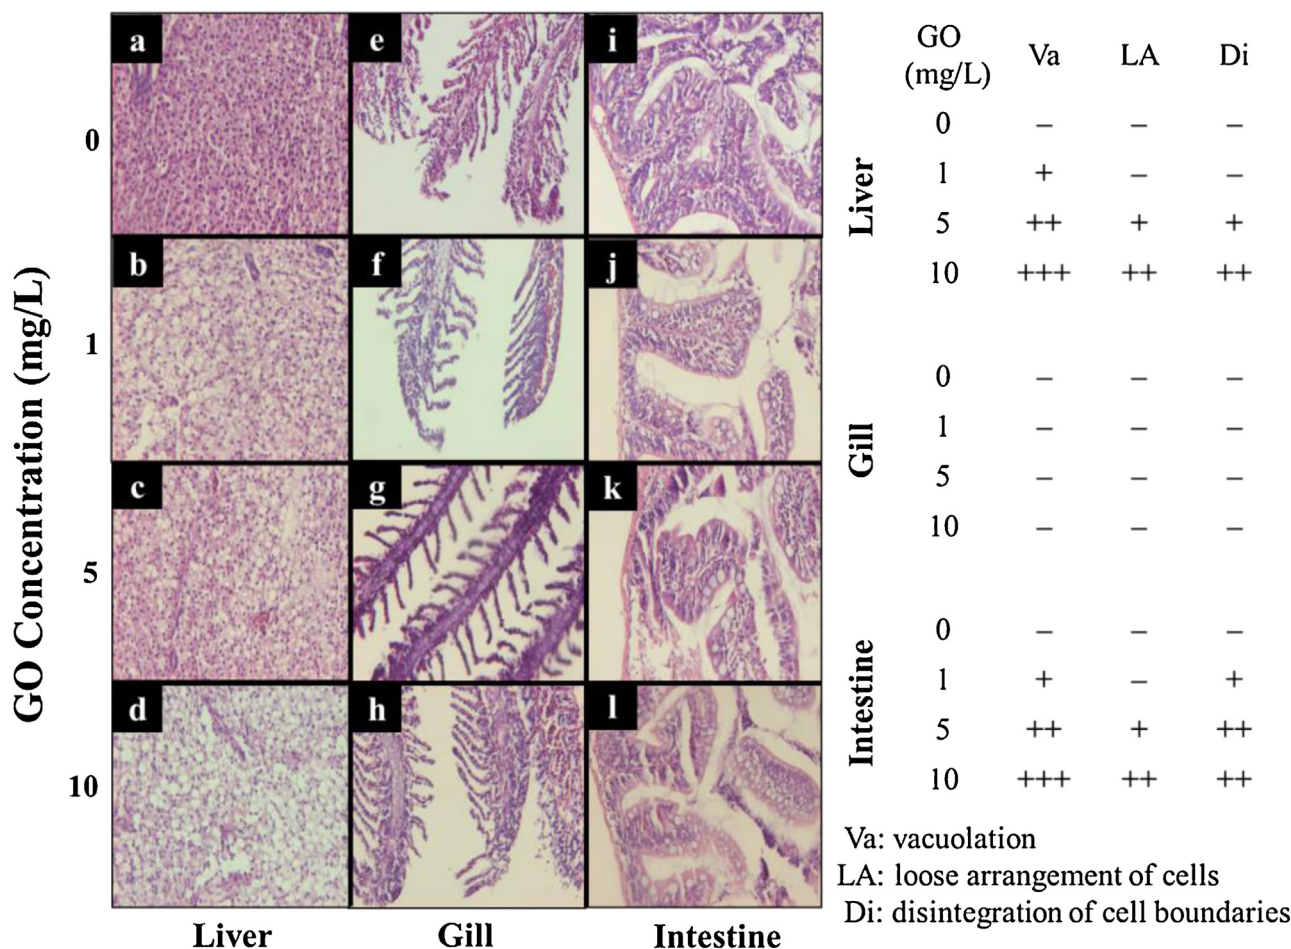 GO Concentration (mg/L)
0
1
5
10
a
e
i
b
f
j
c
g
k
d
h
l
Liver
Gill
Intestine
GO (mg/L) Va LA Di
Liver
0 – – –
1 + – –
5 ++ + +
10 +++ ++ ++
Gill
0 – – –
1 – – –
5 – – –
10 – – –
Intestine
0 – – –
1 + – +
5 ++ + ++
10 +++ ++ ++
Va: vacuolation
LA: loose arrangement of cells
Di: disintegration of cell boundaries